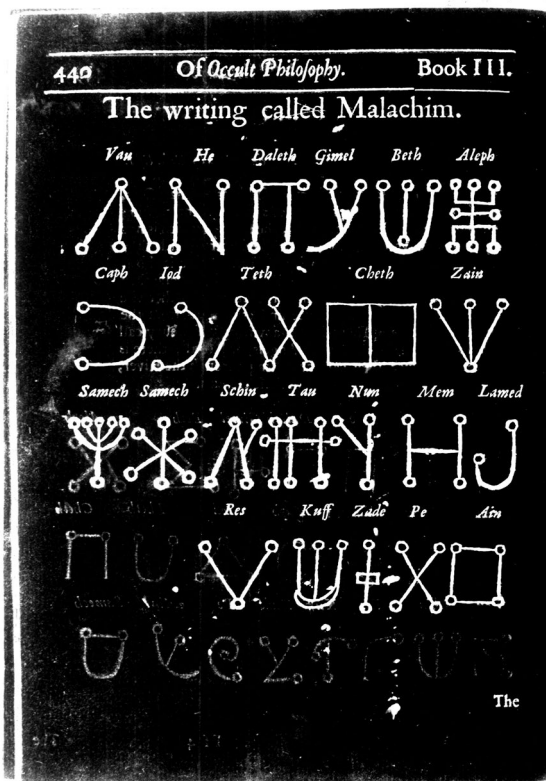 440 Of Occult Philoſophy. Book III.
The writing called Malachim.
Vau He Daleth Gimel Beth Aleph
Caph Iod Teth Cheth Zain
Samech Samech Schin Tau Nun Mem Lamed
Res Kuff Zade Pe Ain
The